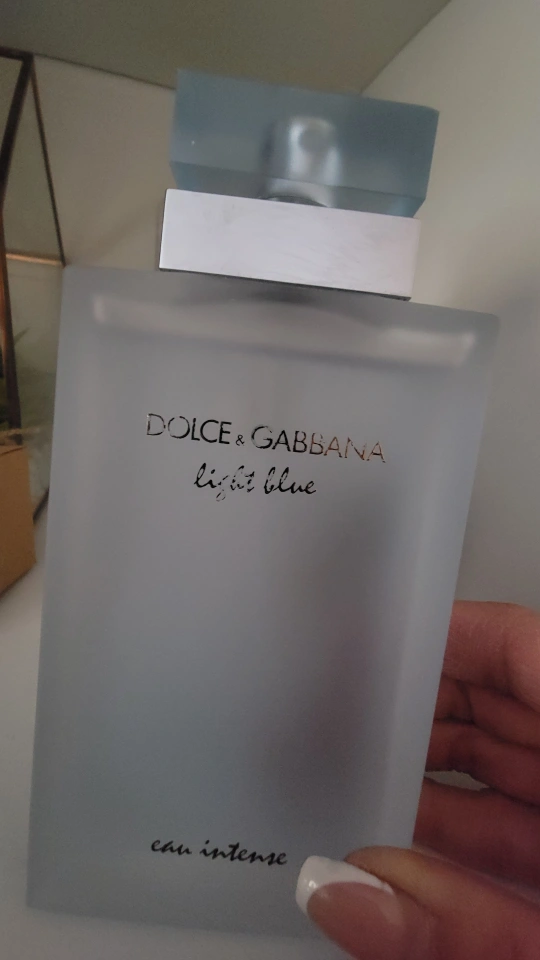 DOLCE & GABBANA
light blue
eau intense